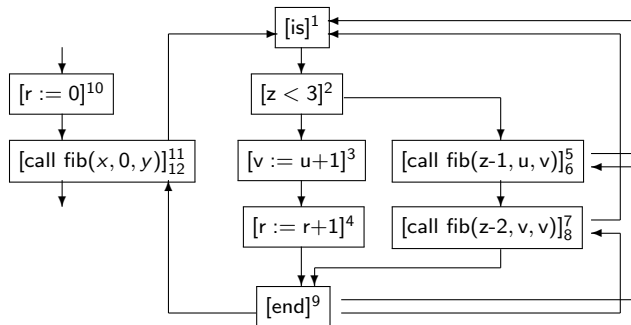 [is]¹
[r := 0]¹⁰
[z < 3]²
[call fib(x, 0, y)]¹¹₁₂
[v := u+1]³
[call fib(z-1, u, v)]⁵₆
[r := r+1]⁴
[call fib(z-2, v, v)]⁷₈
[end]⁹